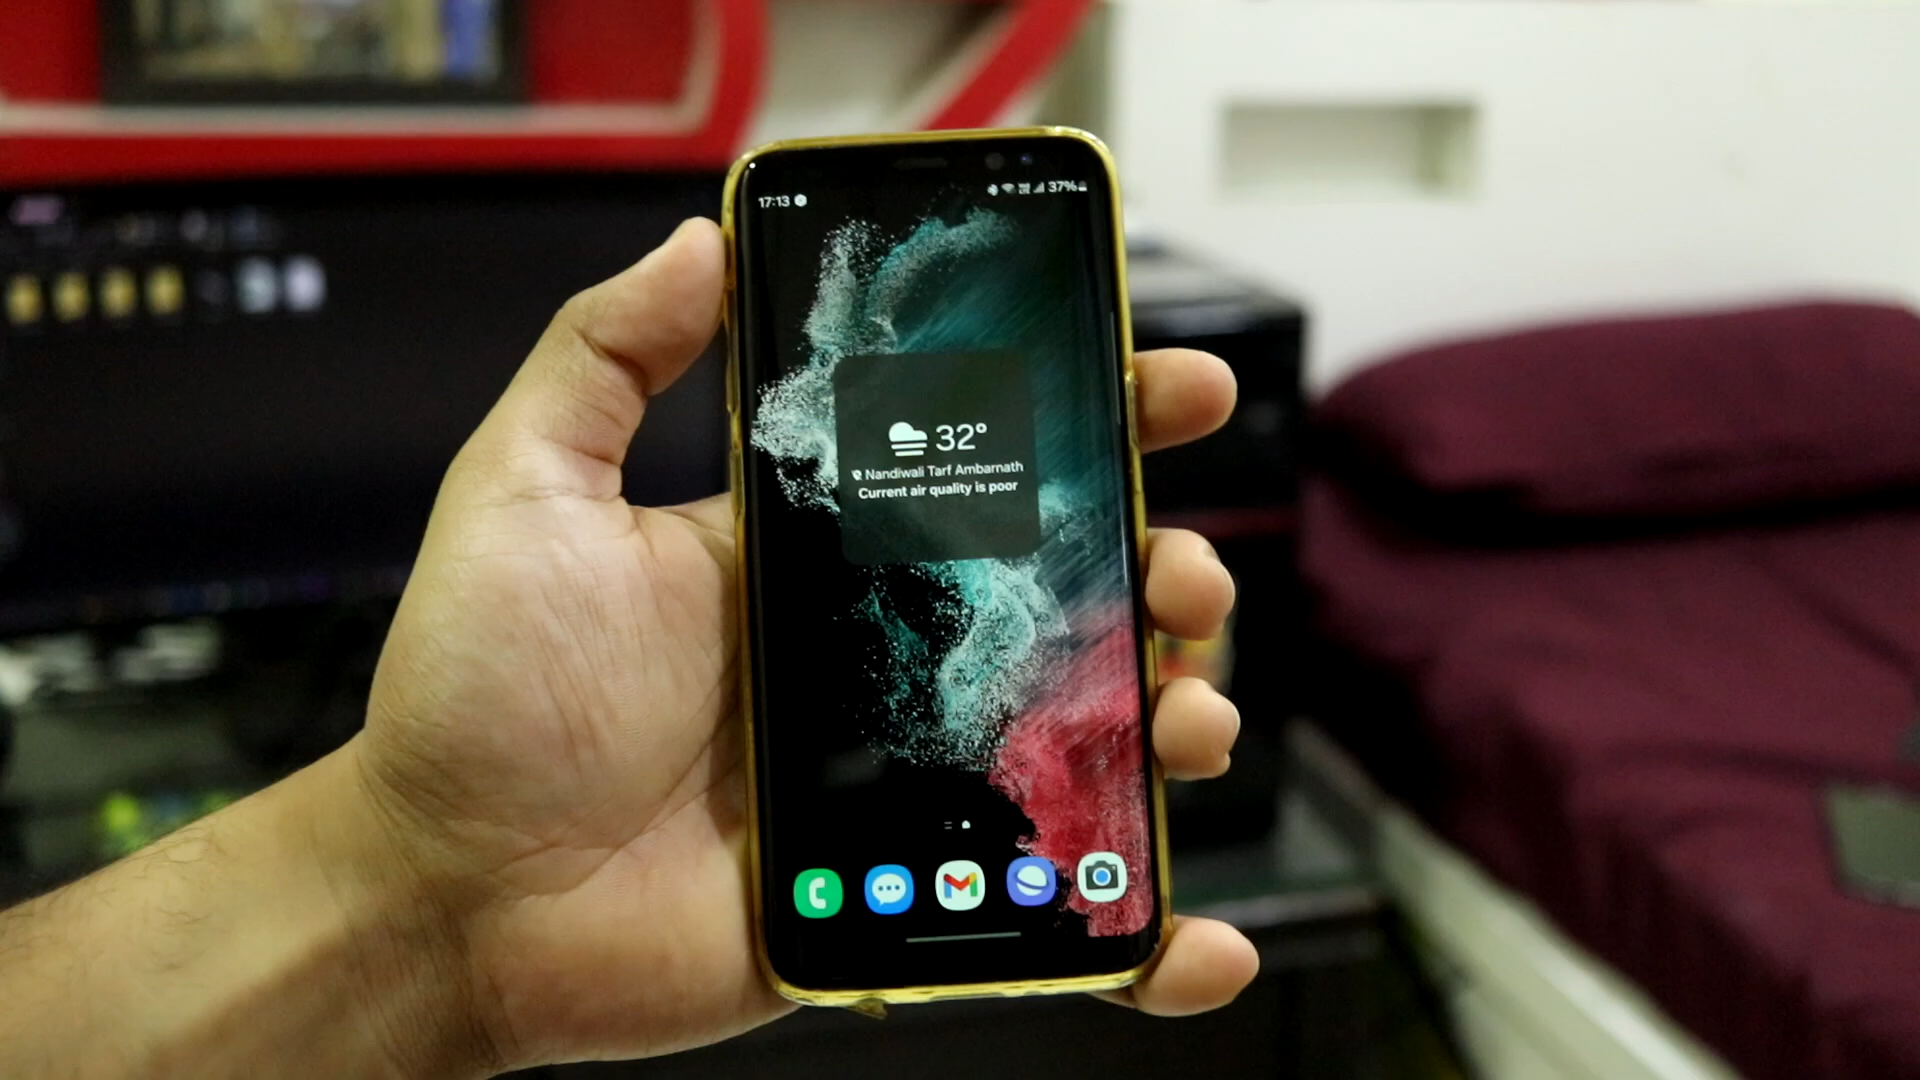 17:13
37%
32°
Nandiwali Tarf Ambarnath
Current air quality is poor